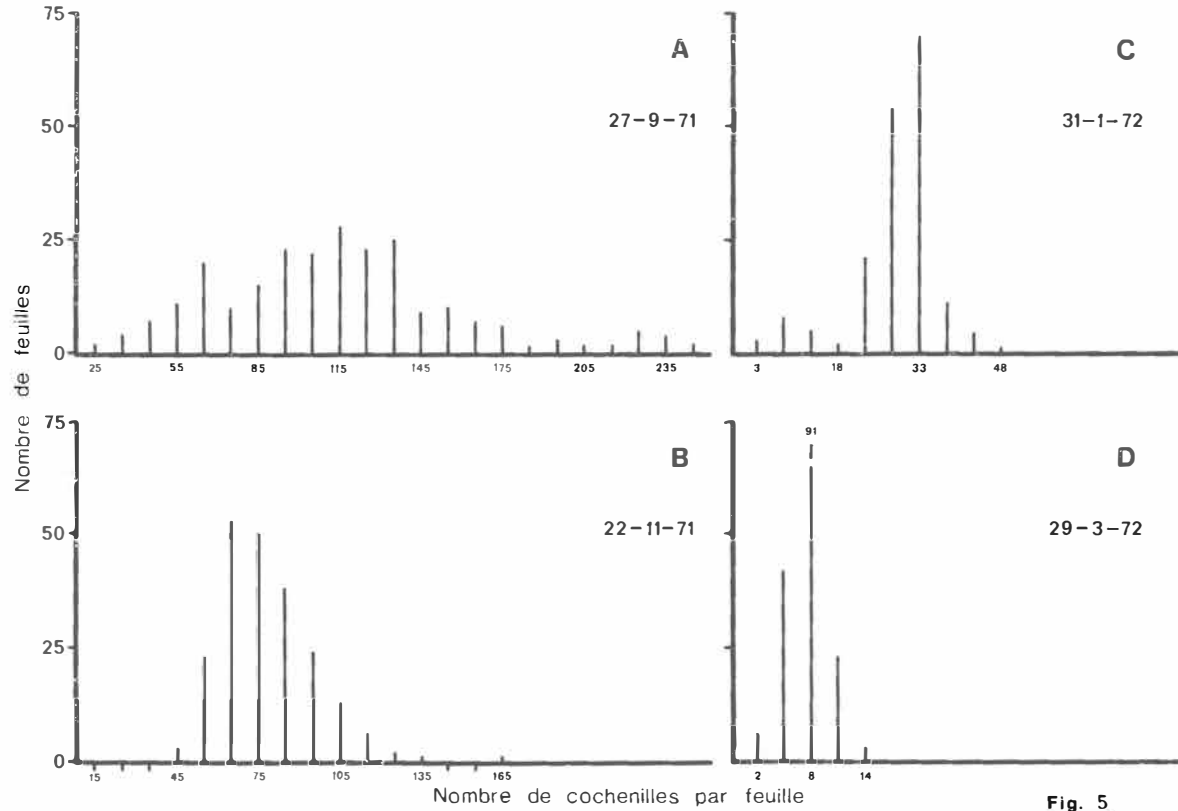 Nombre de feuilles
75
50
25
0
A
27-9-71
25 55 85 115 145 175 205 235
C
31-1-72
3 18 33 48
75
50
25
0
B
22-11-71
15 45 75 105 135 165
91
D
29-3-72
2 8 14
Nombre de cochenilles par feuille
Fig. 5